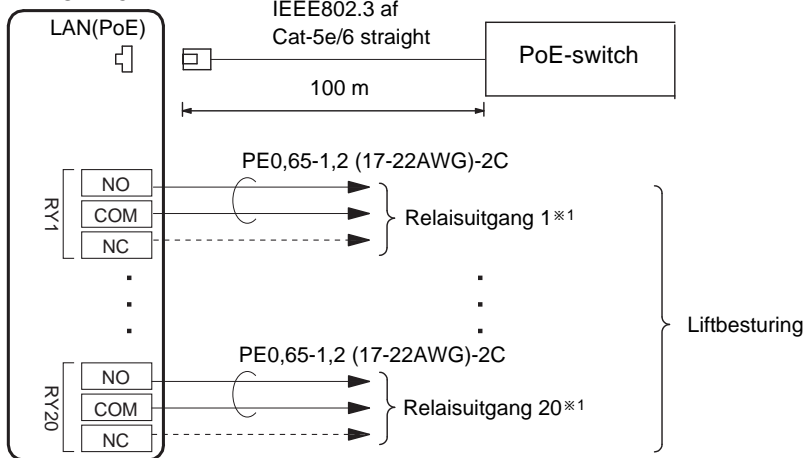 IEEE802.3 af
LAN(PoE)
Cat-5e/6 straight
PoE-switch
100 m
PE0,65-1,2 (17-22AWG)-2C
RY1
NO
COM
NC
Relaisuitgang 1※1
Liftbesturing
PE0,65-1,2 (17-22AWG)-2C
RY20
NO
COM
NC
Relaisuitgang 20※1